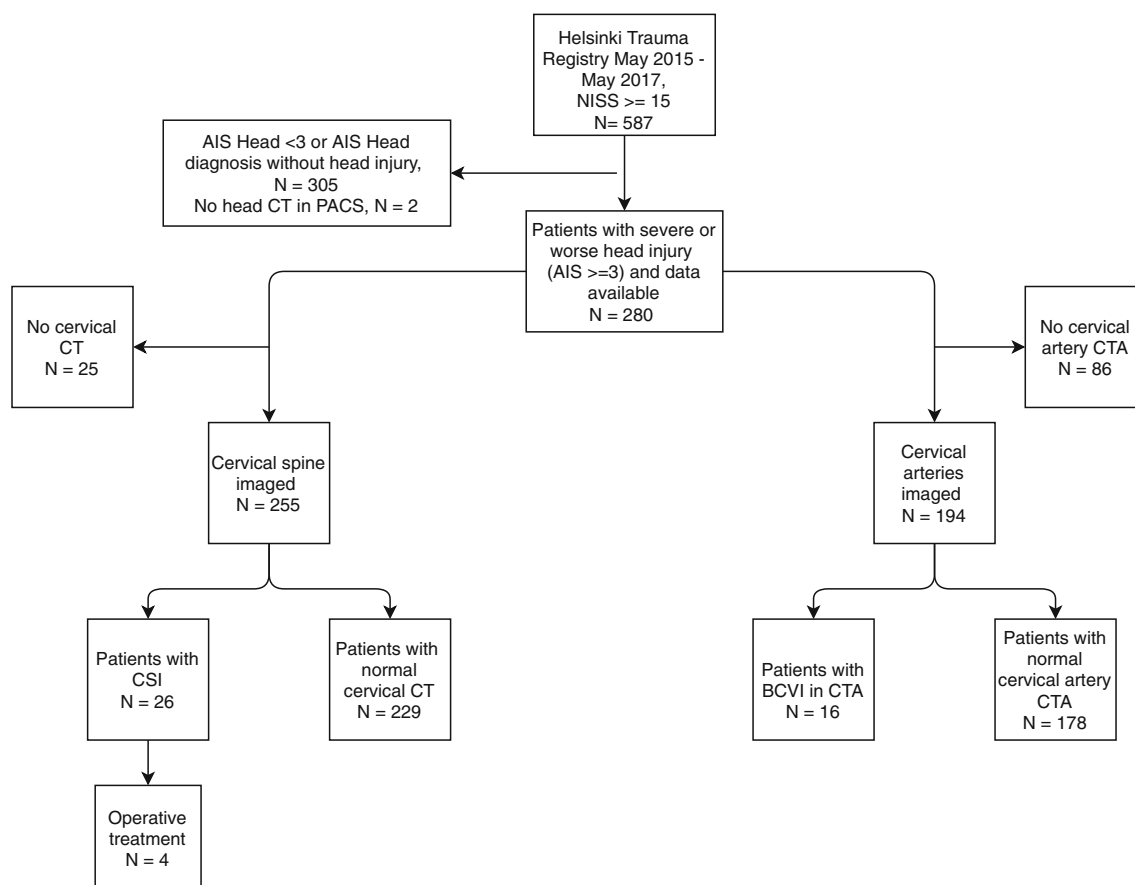 Helsinki Trauma
Registry May 2015 -
May 2017,
NISS >= 15
N= 587
AIS Head <3 or AIS Head
diagnosis without head injury,
N = 305
No head CT in PACS, N = 2
Patients with severe or
worse head injury
(AIS >=3) and data
available
N = 280
No cervical
CT
N = 25
No cervical
artery CTA
N = 86
Cervical spine
imaged
N = 255
Cervical
arteries
imaged
N = 194
Patients with
CSI
N = 26
Patients with
normal
cervical CT
N = 229
Patients with
BCVI in CTA
N = 16
Patients with
normal
cervical artery
CTA
N = 178
Operative
treatment
N = 4